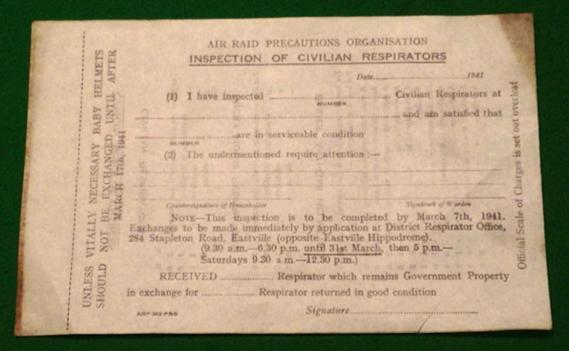 AIR RAID PRECAUTIONS ORGANISATION
INSPECTION OF CIVILIAN RESPIRATORS
Date 1941
(1) I have inspected Civilian Respirators at
NUMBER
and am satisfied that
are in serviceable condition
NUMBER
(2) The undermentioned require attention :—
Countersignature of Householder Signature of Warden
NOTE—This inspection is to be completed by March 7th, 1941.
Exchanges to be made immediately by application at District Respirator Office,
284 Stapleton Road, Eastville (opposite Eastville Hippodrome).
(9.30 a.m.—6.30 p.m. until 31st March, then 5 p.m.—
Saturdays 9.30 a.m.—12.30 p.m.)
RECEIVED Respirator which remains Government Property
in exchange for Respirator returned in good condition
Signature
UNLESS VITALLY NECESSARY BABY HELMETS
SHOULD NOT BE EXCHANGED UNTIL AFTER
MARCH 17th, 1941
Official Scale of Charges is set out overleaf